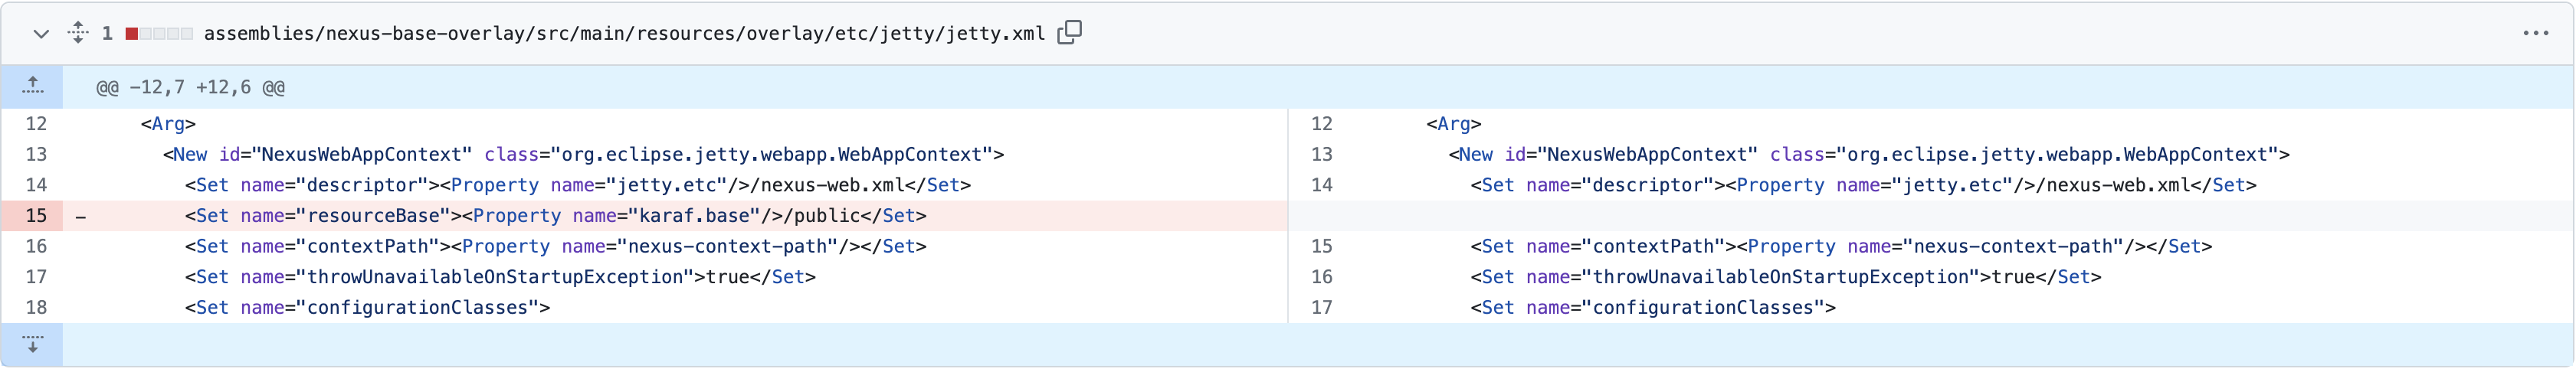 1 assemblies/nexus-base-overlay/src/main/resources/overlay/etc/jetty/jetty.xml ...
@@ -12,7 +12,6 @@
12 <Arg>
13 <New id="NexusWebAppContext" class="org.eclipse.jetty.webapp.WebAppContext">
14 <Set name="descriptor"><Property name="jetty.etc"/>/nexus-web.xml</Set>
15 - <Set name="resourceBase"><Property name="karaf.base"/>/public</Set>
16 <Set name="contextPath"><Property name="nexus-context-path"/></Set>
17 <Set name="throwUnavailableOnStartupException">true</Set>
18 <Set name="configurationClasses">
12 <Arg>
13 <New id="NexusWebAppContext" class="org.eclipse.jetty.webapp.WebAppContext">
14 <Set name="descriptor"><Property name="jetty.etc"/>/nexus-web.xml</Set>
15 <Set name="contextPath"><Property name="nexus-context-path"/></Set>
16 <Set name="throwUnavailableOnStartupException">true</Set>
17 <Set name="configurationClasses">